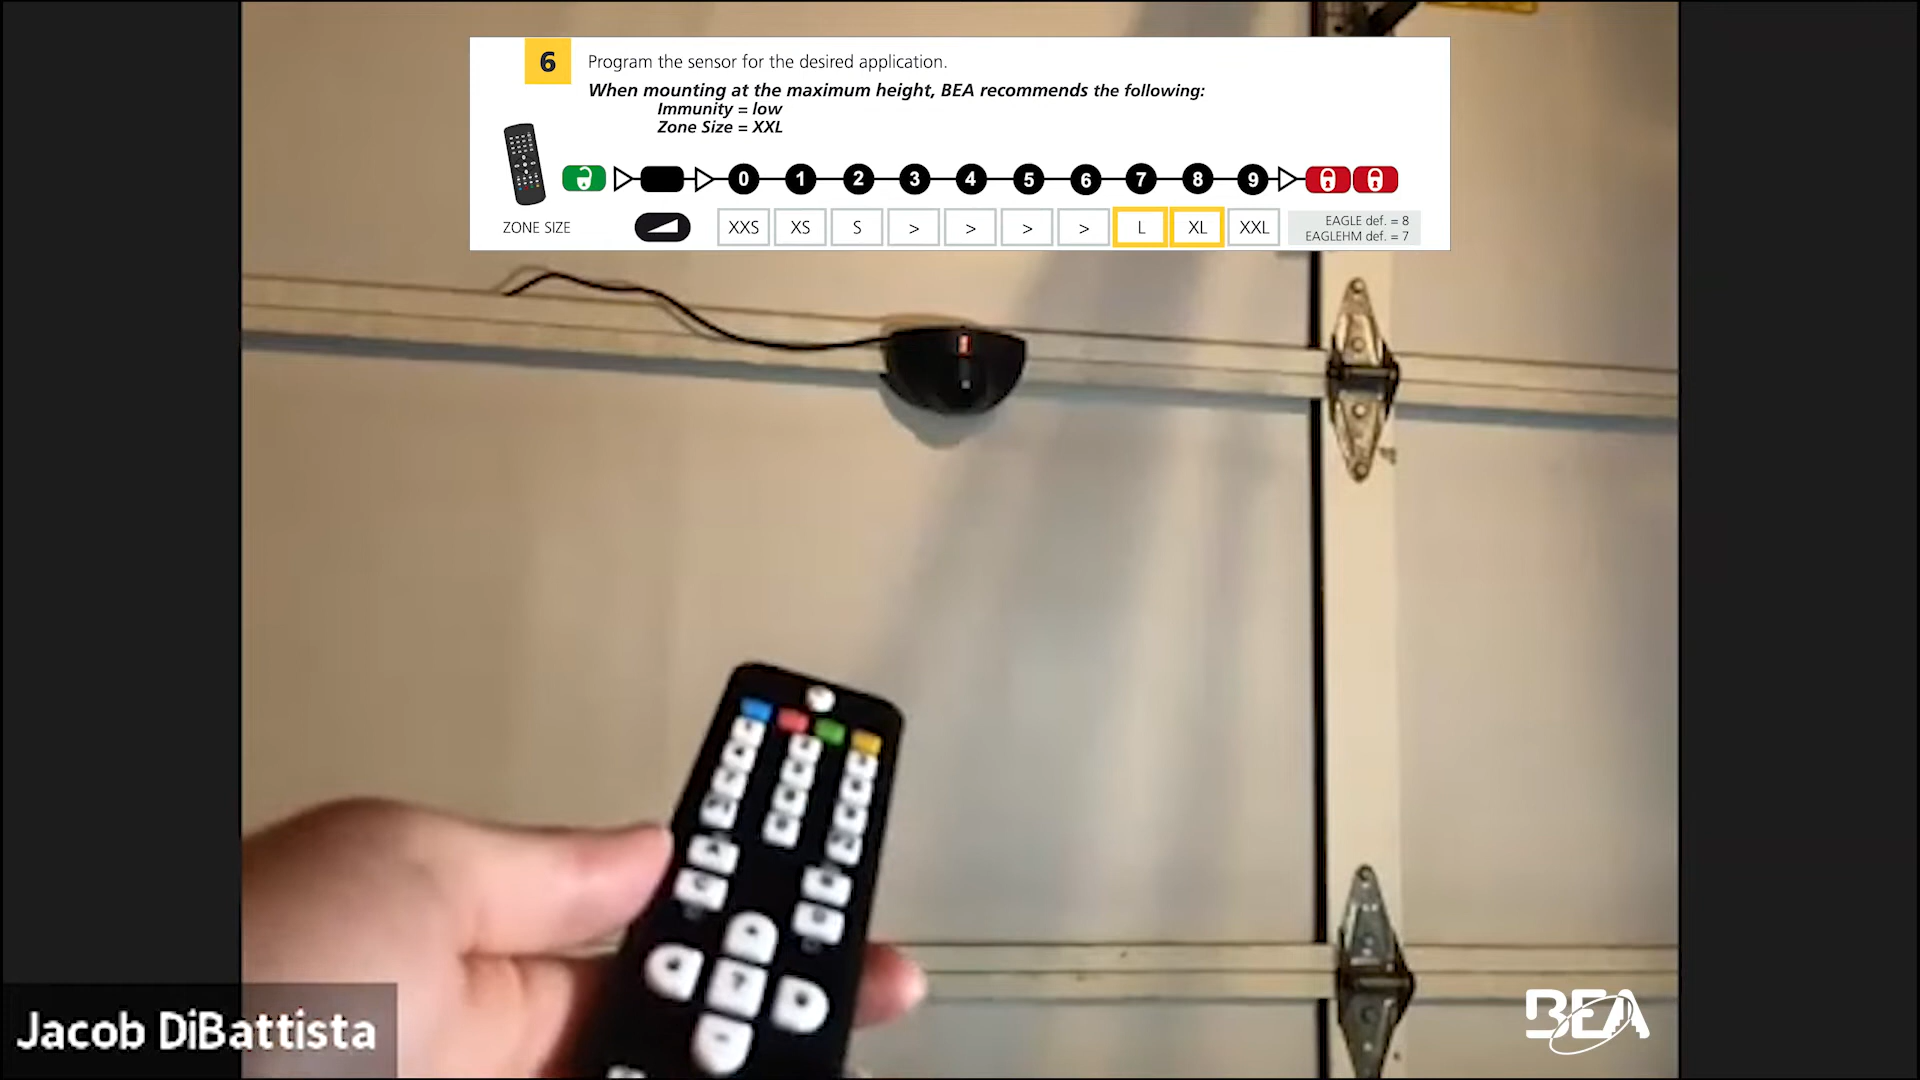 6 Program the sensor for the desired application.
When mounting at the maximum height, BEA recommends the following:
Immunity = low
Zone Size = XXL
0 1 2 3 4 5 6 7 8 9
ZONE SIZE XXS XS S > > > > L XL XXL
EAGLE def. = 8
EAGLEHM def. = 7
Jacob DiBattista
BEA